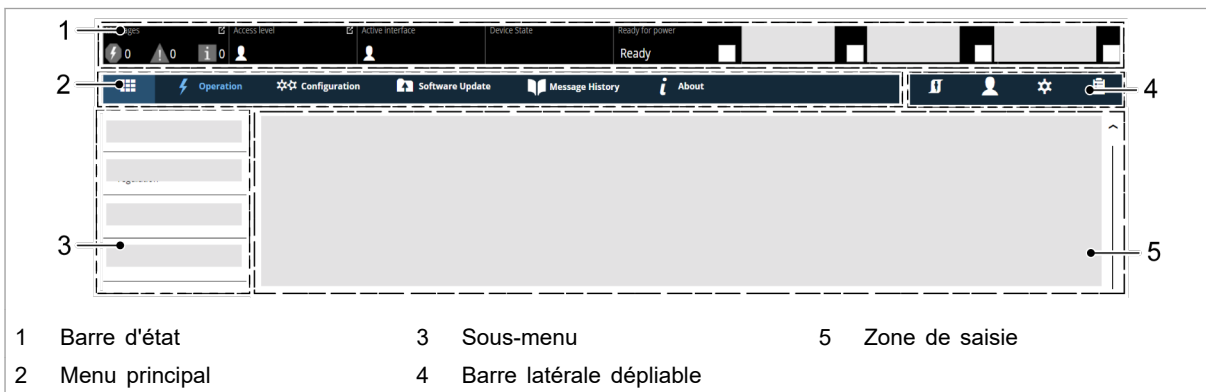 1
Access level
Active interface
Device State
Ready for power
0
0
0
Ready
2
Operation
Configuration
Software Update
Message History
About
4
3
5
1 Barre d'état
3 Sous-menu
5 Zone de saisie
2 Menu principal
4 Barre latérale dépliable